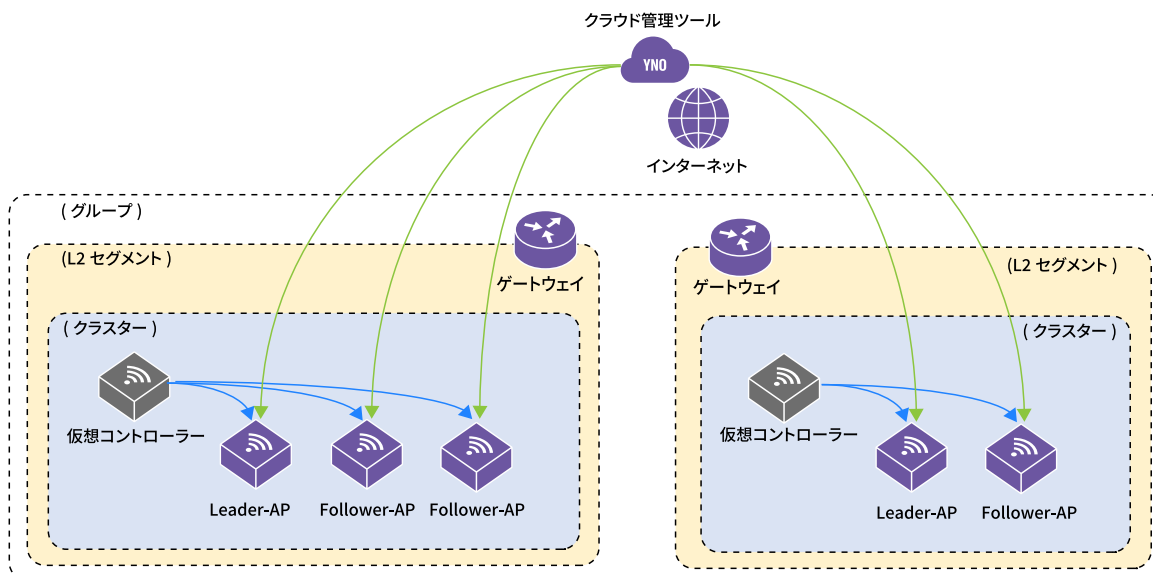 クラウド管理ツール
YNO
インターネット
( グループ )
(L2 セグメント )
ゲートウェイ
( クラスター )
仮想コントローラー
Leader-AP
Follower-AP
Follower-AP
ゲートウェイ
(L2 セグメント )
( クラスター )
仮想コントローラー
Leader-AP
Follower-AP